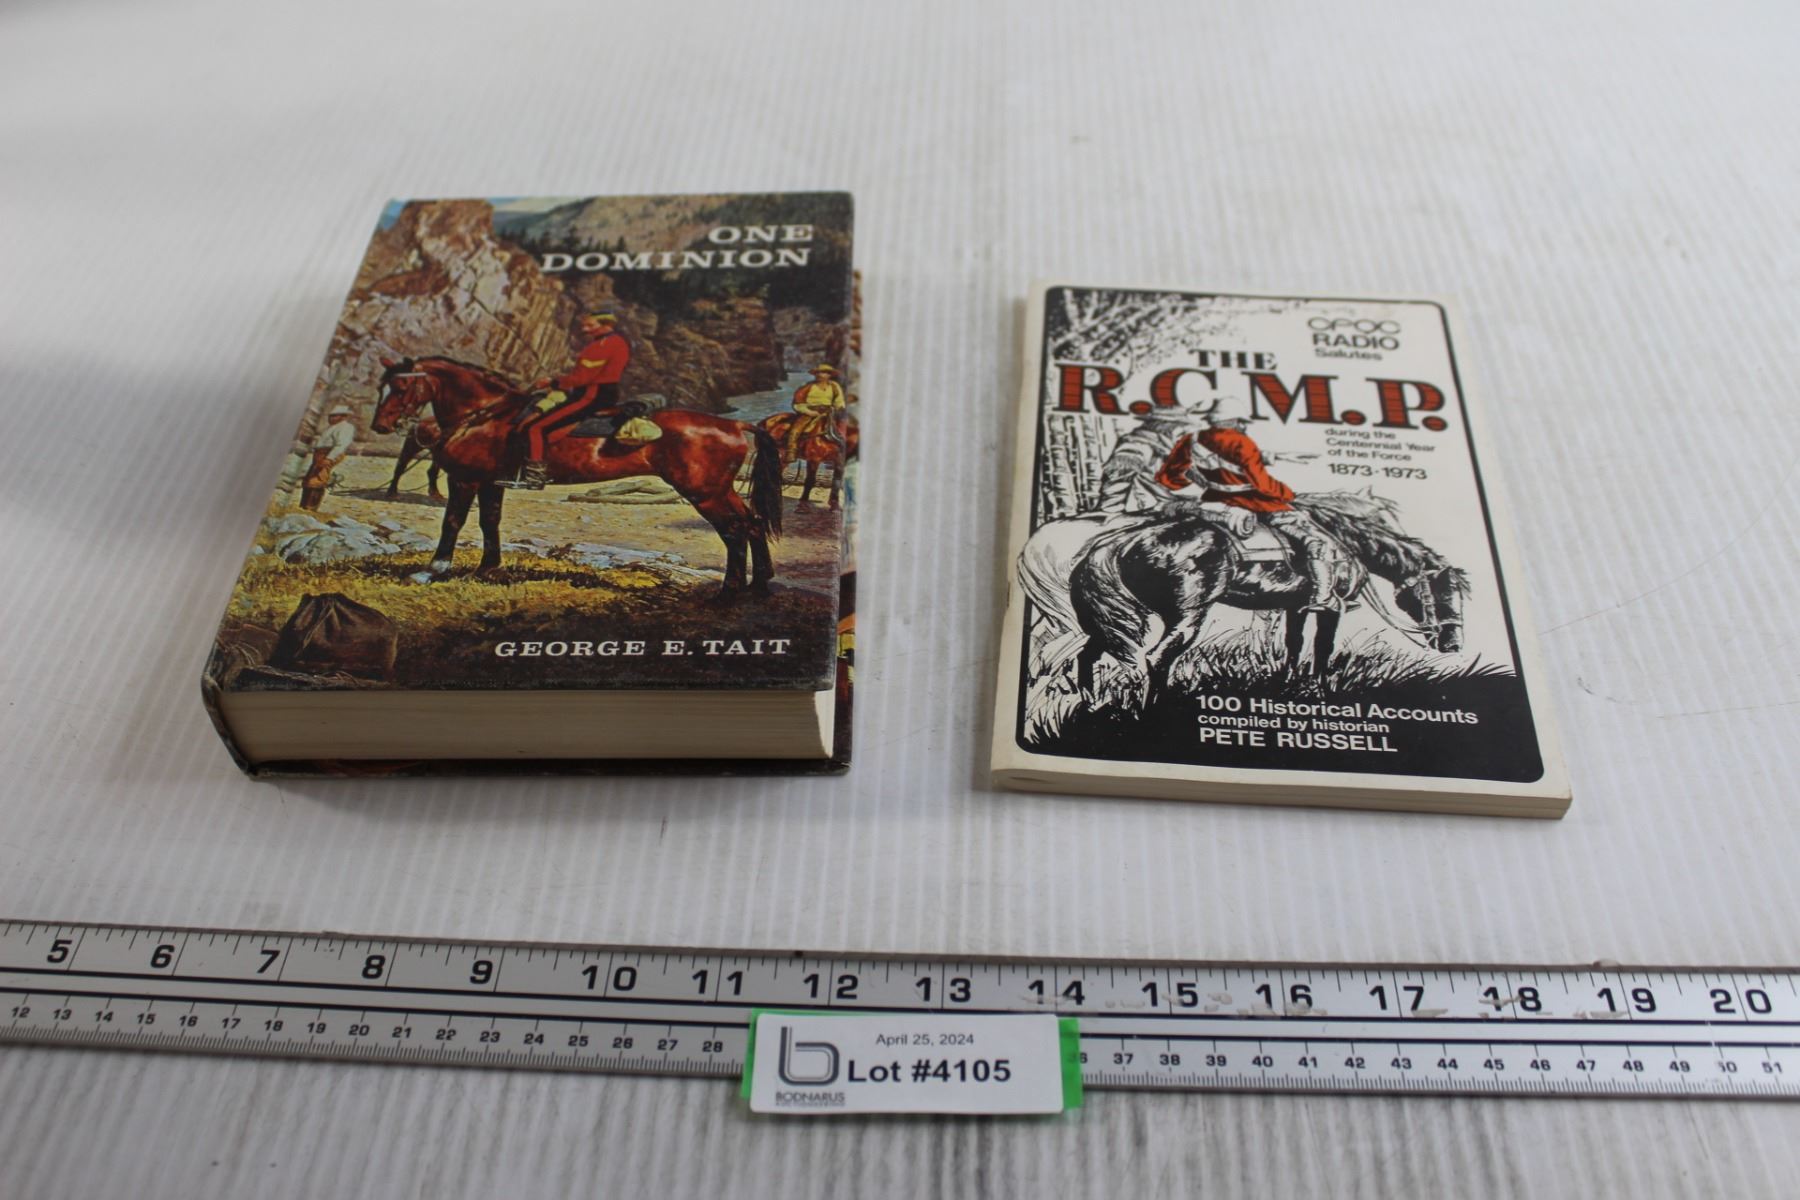 ONE
DOMINION
GEORGE E. TAIT
CFQC
RADIO
Salutes
THE
R.C.M.P.
during the
Centennial Year
of the Force
1873-1973
100 Historical Accounts
compiled by historian
PETE RUSSELL
5 6 7 8 9 10 11 12 13 14 15 16 17 18 19 20
12 13 14 15 16 17 18 19 20 21 22 23 24 25 26 27 28 36 37 38 39 40 41 42 43 44 45 46 47 48 49 50 51
April 25, 2024
Lot #4105
BODNARUS
AUCTIONEERING